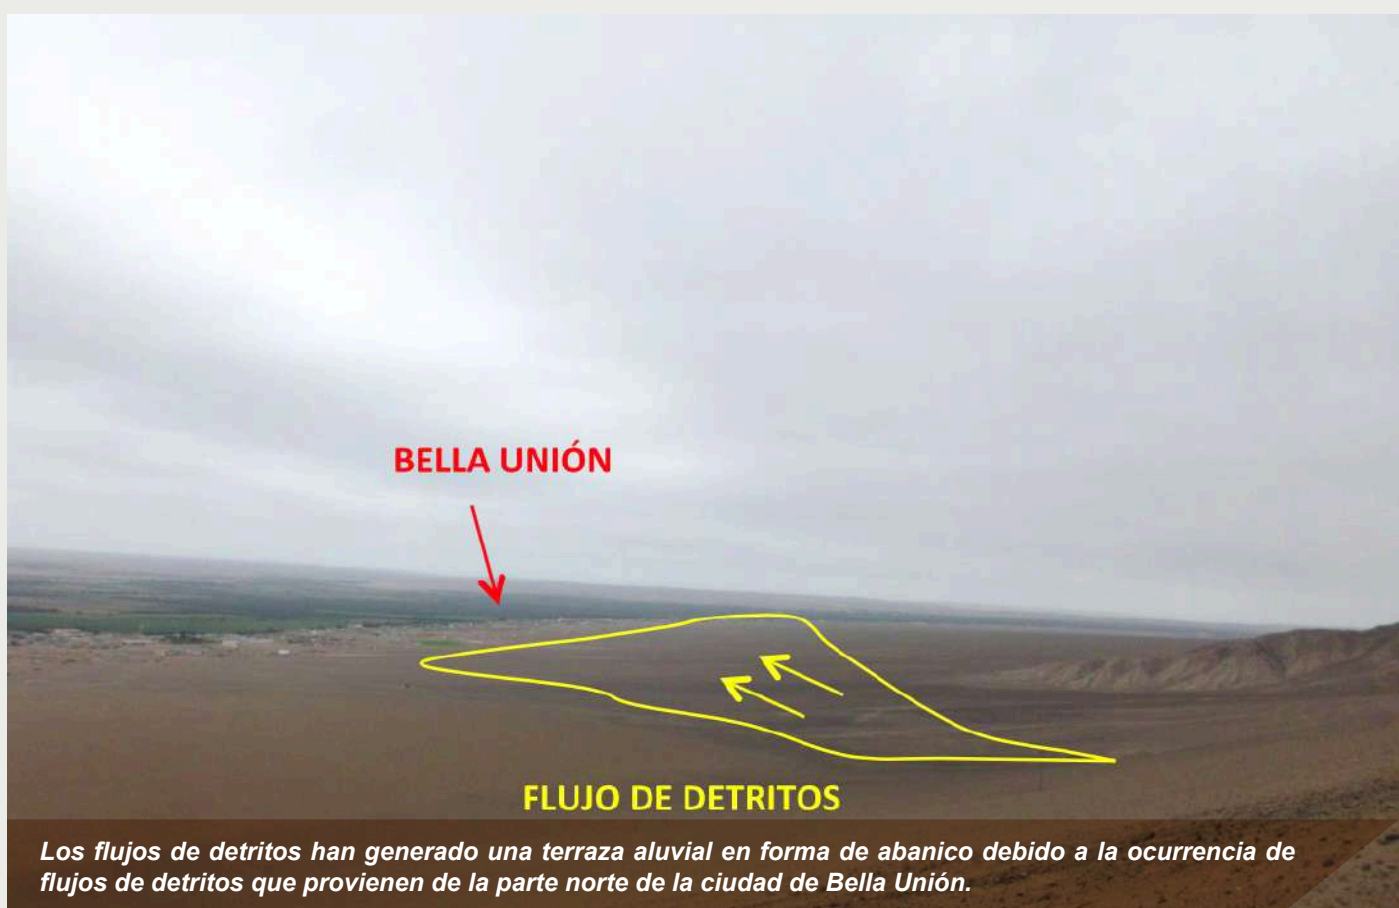 BELLA UNIÓN
FLUJO DE DETRITOS
Los flujos de detritos han generado una terraza aluvial en forma de abanico debido a la ocurrencia de
flujos de detritos que provienen de la parte norte de la ciudad de Bella Unión.